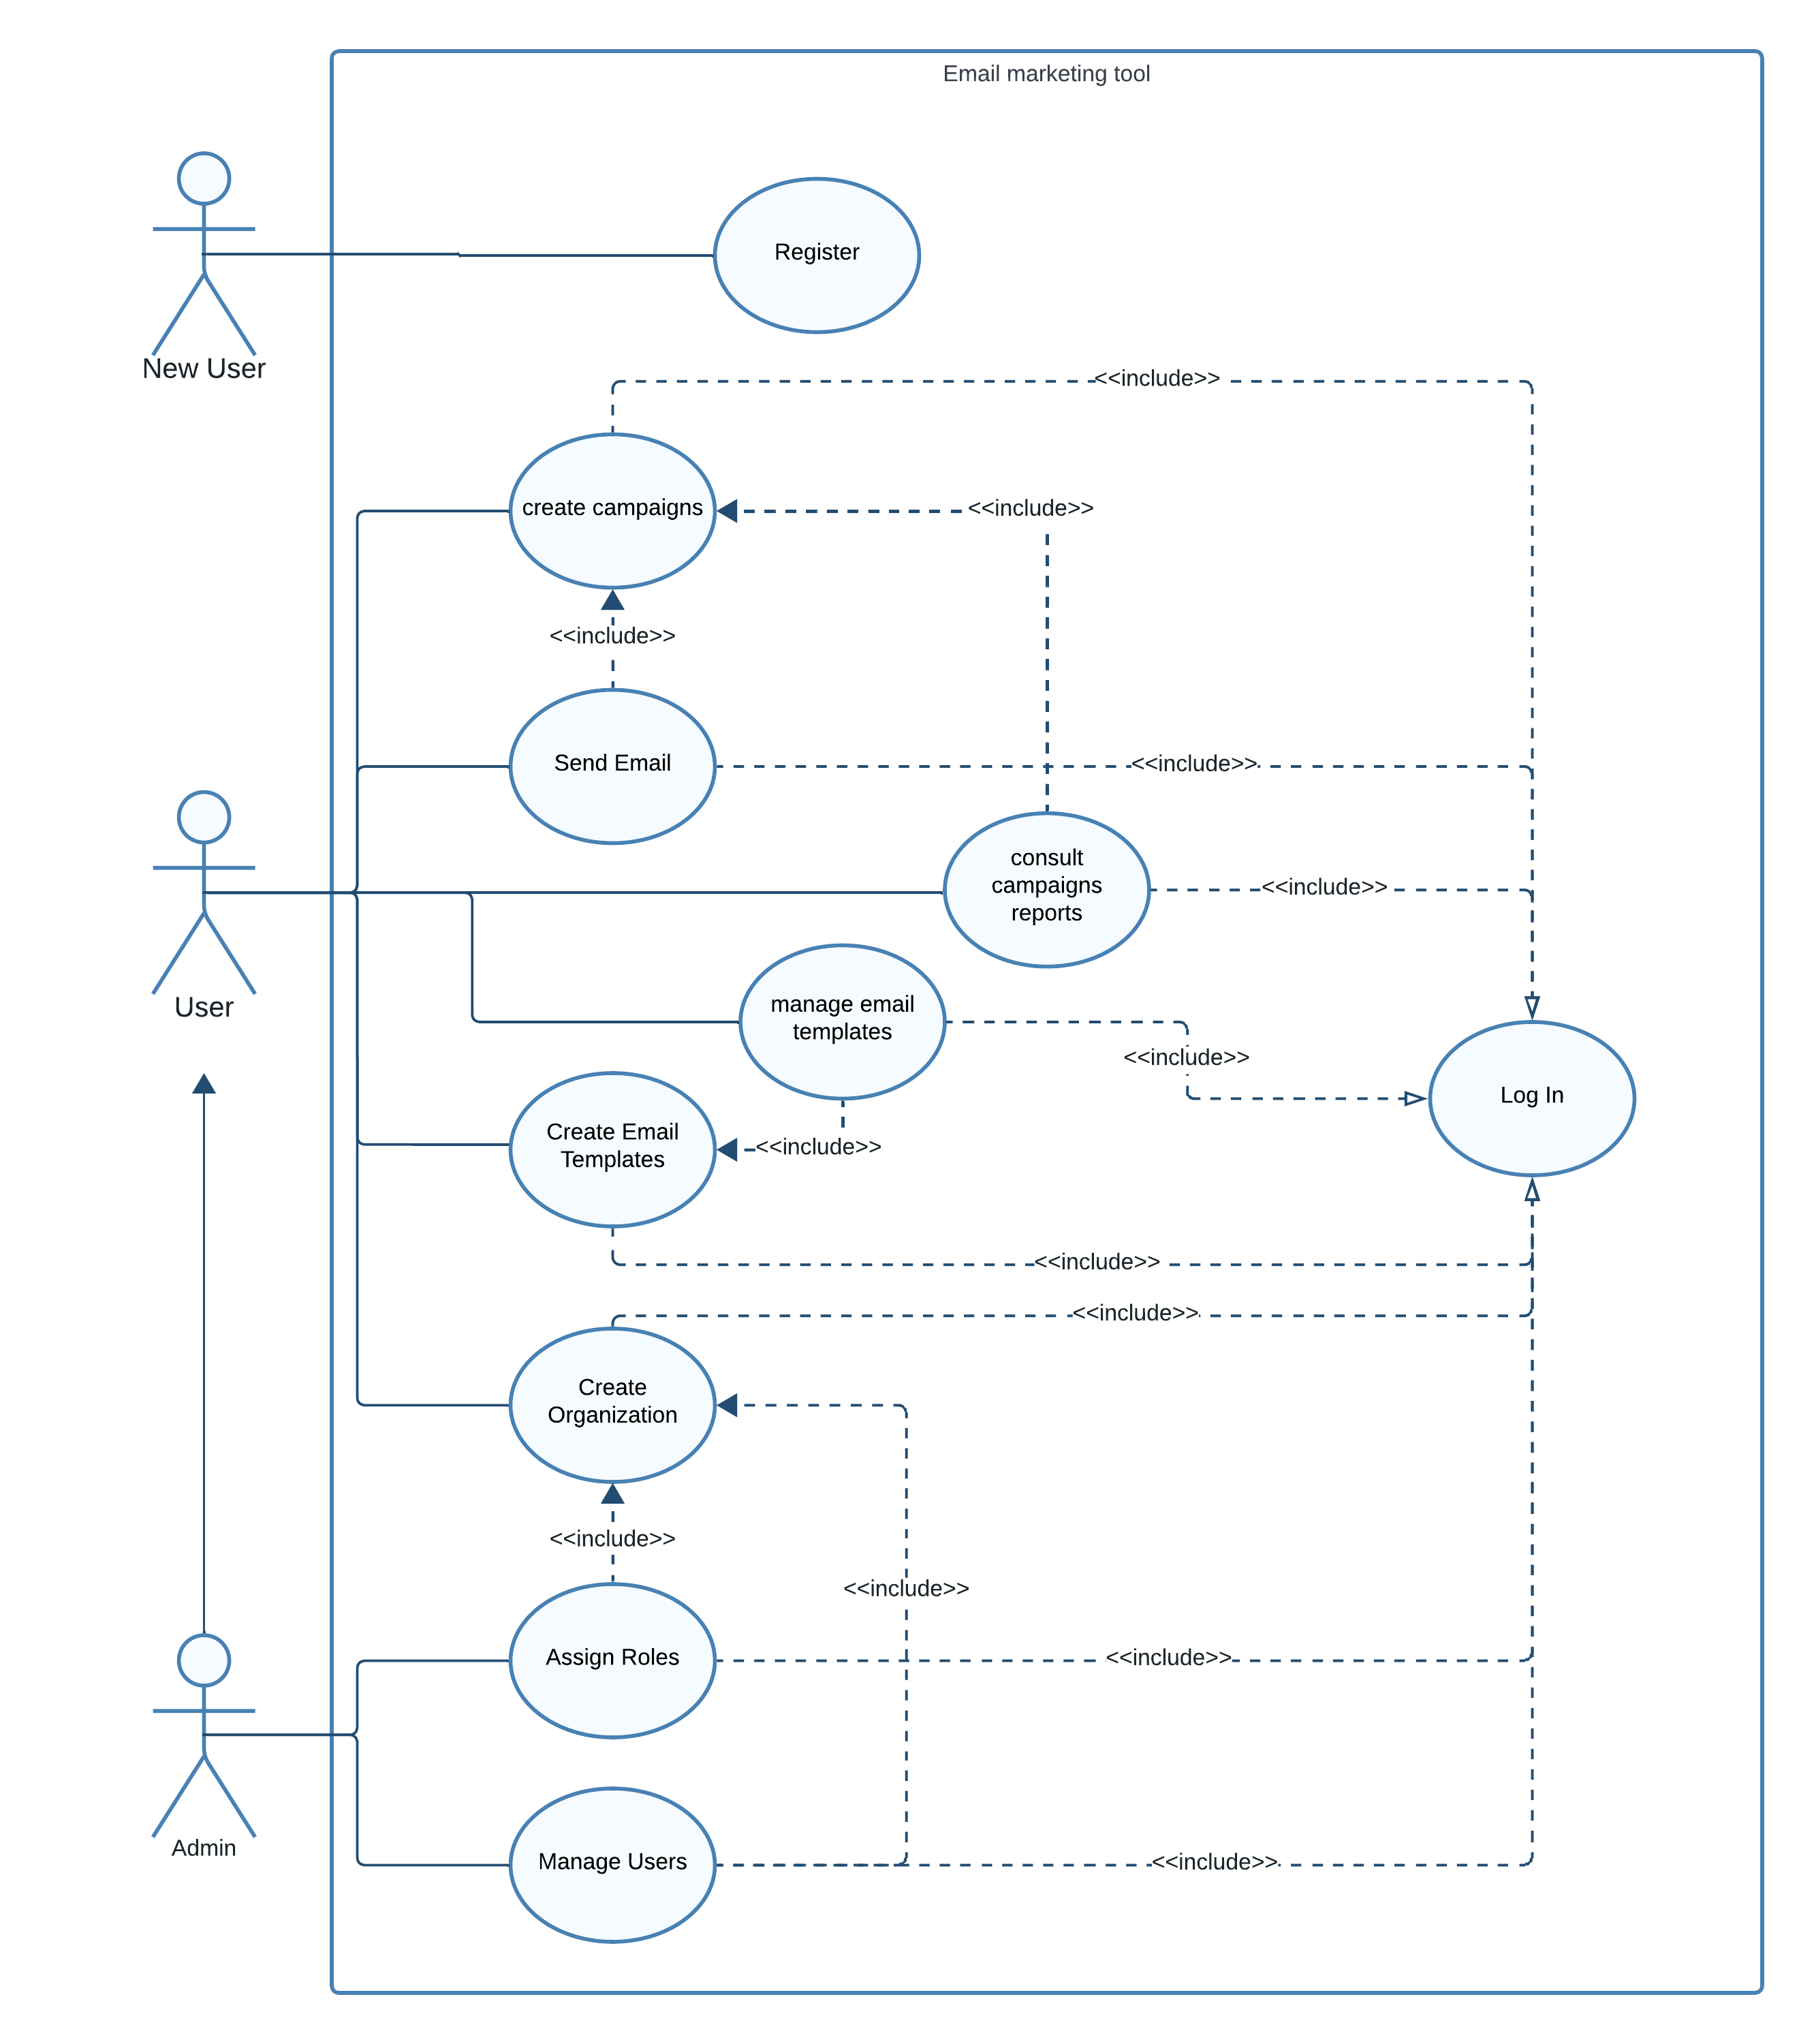 Email marketing tool
Register
New User
<<include>>
create campaigns
<<include>>
<<include>>
Send Email
<<include>>
consult
campaigns
reports
<<include>>
User
manage email
templates
<<include>>
Log In
Create Email
Templates
<<include>>
<<include>>
<<include>>
Create
Organization
<<include>>
<<include>>
Assign Roles
<<include>>
Admin
Manage Users
<<include>>